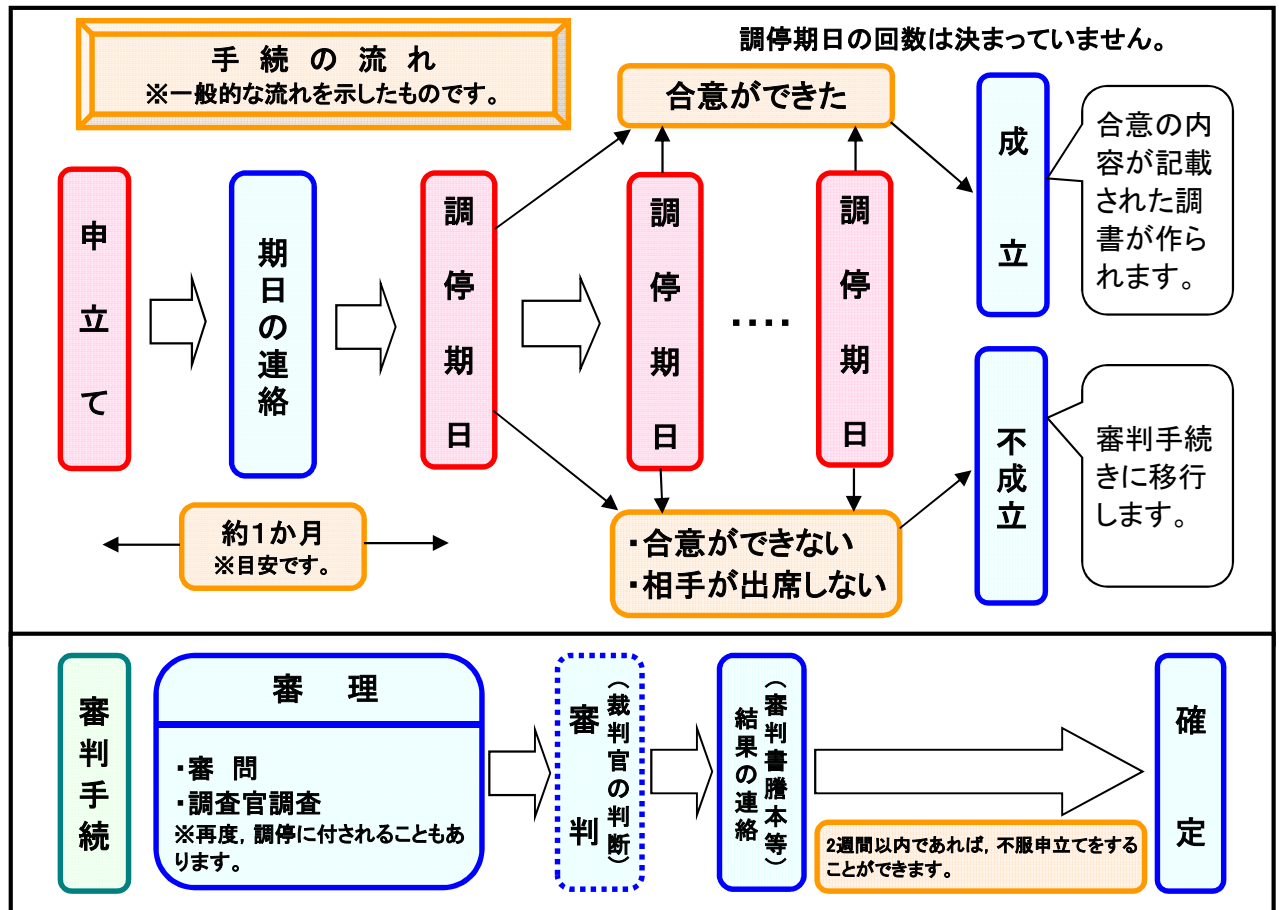 手続の流れ
※一般的な流れを示したものです。
調停期日の回数は決まっていません。
申立て
期日の連絡
調停期日
合意ができた
調停期日
‥‥
調停期日
成立
合意の内
容が記載
された調
書が作ら
れます。
約1か月
※目安です。
・合意ができない
・相手が出席しない
不成立
審判手続
きに移行
します。
審判手続
審理
・審問
・調査官調査
※再度，調停に付されることもあ
ります。
審判
（裁判官の判断）
（審判書謄本等）
結果の連絡
2週間以内であれば，不服申立てをする
ことができます。
確定